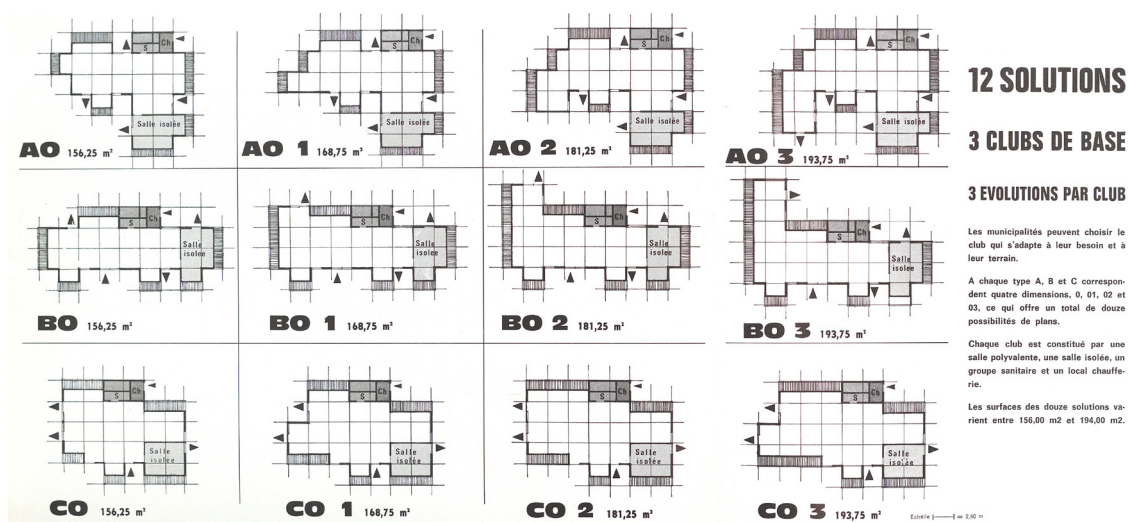 S Ch
Salle isolée
AO 156,25 m²
S Ch
Salle isolée
AO 1 168,75 m²
S Ch
Salle isolée
AO 2 181,25 m²
S Ch
Salle isolée
AO 3 193,75 m²
S Ch
Salle
isolée
BO 156,25 m²
S Ch
Salle
isolée
BO 1 168,75 m²
S Ch
Salle
isolée
BO 2 181,25 m²
S Ch
Salle
isolée
BO 3 193,75 m²
S Ch
Salle
isolée
CO 156,25 m²
S Ch
Salle
isolée
CO 1 168,75 m²
S Ch
Salle
isolée
CO 2 181,25 m²
S Ch
Salle
isolée
CO 3 193,75 m²
Echelle = 2,50 m
12 SOLUTIONS
3 CLUBS DE BASE
3 EVOLUTIONS PAR CLUB
Les municipalités peuvent choisir le
club qui s'adapte à leur besoin et à
leur terrain.
A chaque type A, B et C correspon-
dent quatre dimensions, 0, 01, 02 et
03, ce qui offre un total de douze
possibilités de plans.
Chaque club est constitué par une
salle polyvalente, une salle isolée, un
groupe sanitaire et un local chauffe-
rie.
Les surfaces des douze solutions va-
rient entre 156,00 m2 et 194,00 m2.